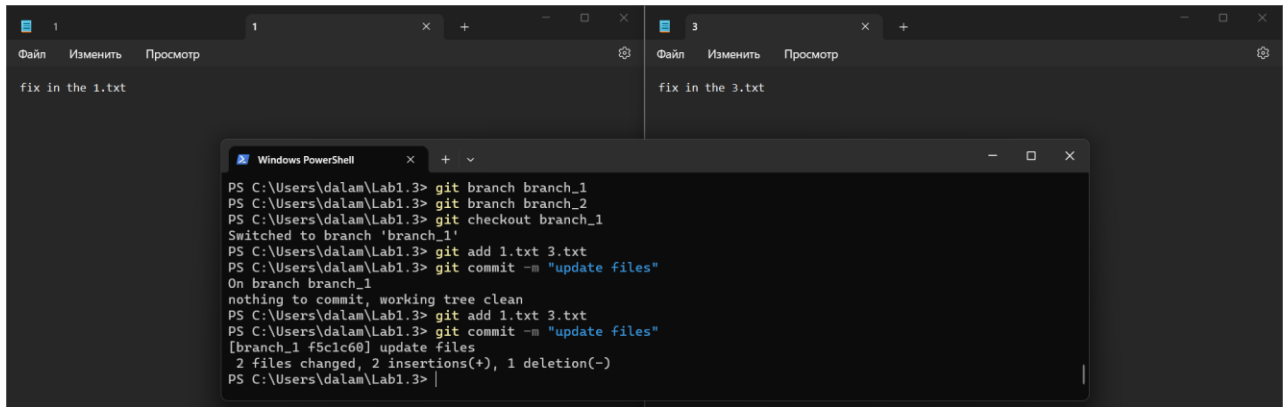 1
1
Файл Изменить Просмотр
fix in the 1.txt
3
Файл Изменить Просмотр
fix in the 3.txt
Windows PowerShell
PS C:\Users\dalam\Lab1.3> git branch branch_1
PS C:\Users\dalam\Lab1.3> git branch branch_2
PS C:\Users\dalam\Lab1.3> git checkout branch_1
Switched to branch 'branch_1'
PS C:\Users\dalam\Lab1.3> git add 1.txt 3.txt
PS C:\Users\dalam\Lab1.3> git commit -m "update files"
On branch branch_1
nothing to commit, working tree clean
PS C:\Users\dalam\Lab1.3> git add 1.txt 3.txt
PS C:\Users\dalam\Lab1.3> git commit -m "update files"
[branch_1 f5c1c60] update files
 2 files changed, 2 insertions(+), 1 deletion(-)
PS C:\Users\dalam\Lab1.3>